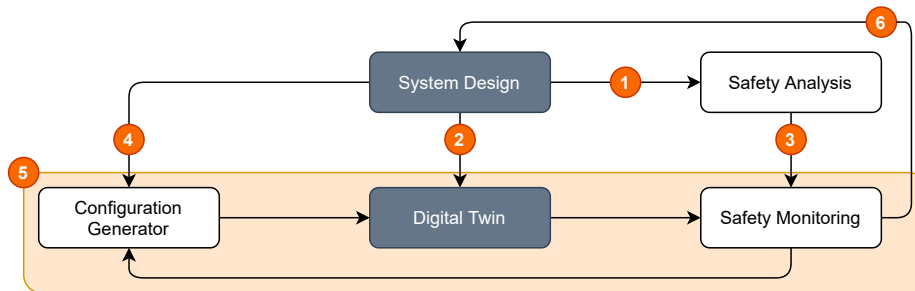 6
System Design
1
Safety Analysis
4
2
3
5
Configuration
Generator
Digital Twin
Safety Monitoring